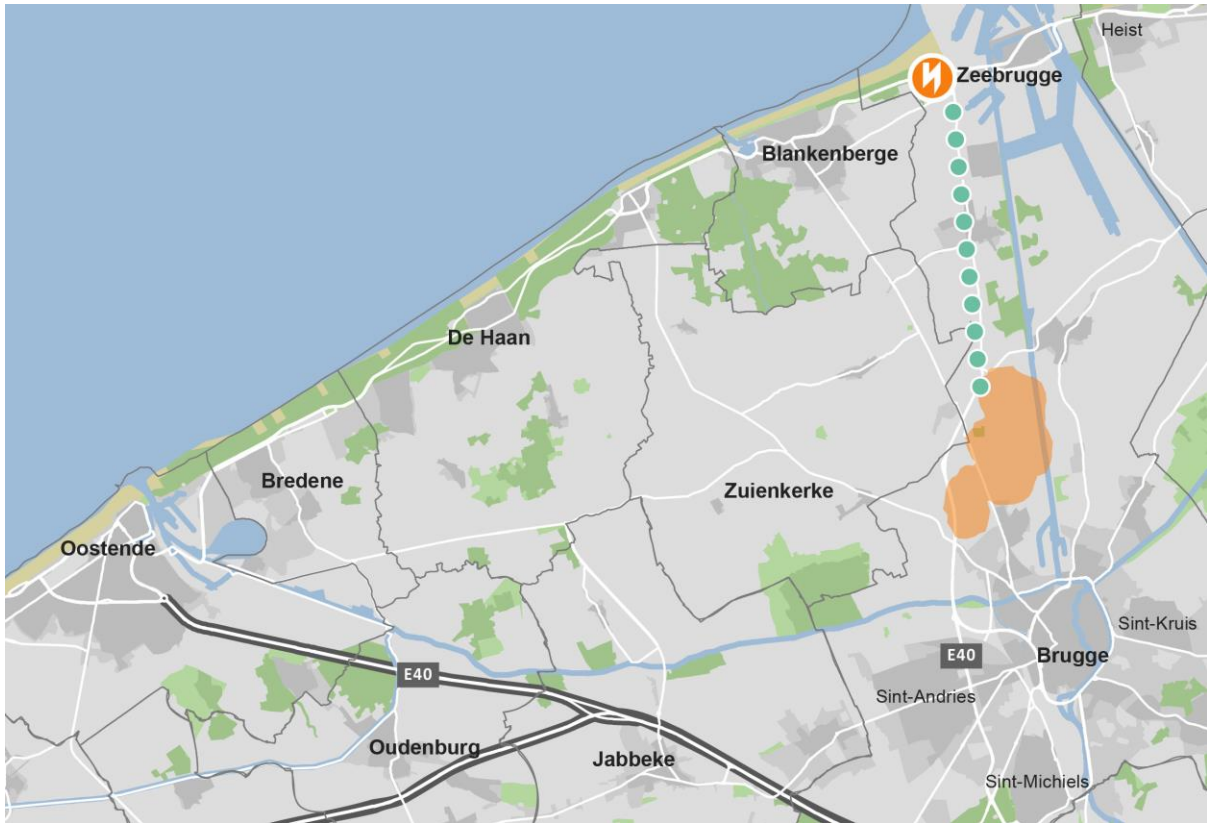 Heist
Zeebrugge
Blankenberge
De Haan
Bredene
Zuienkerke
Oostende
Sint-Kruis
E40
Brugge
E40
Sint-Andries
Oudenburg
Jabbeke
Sint-Michiels